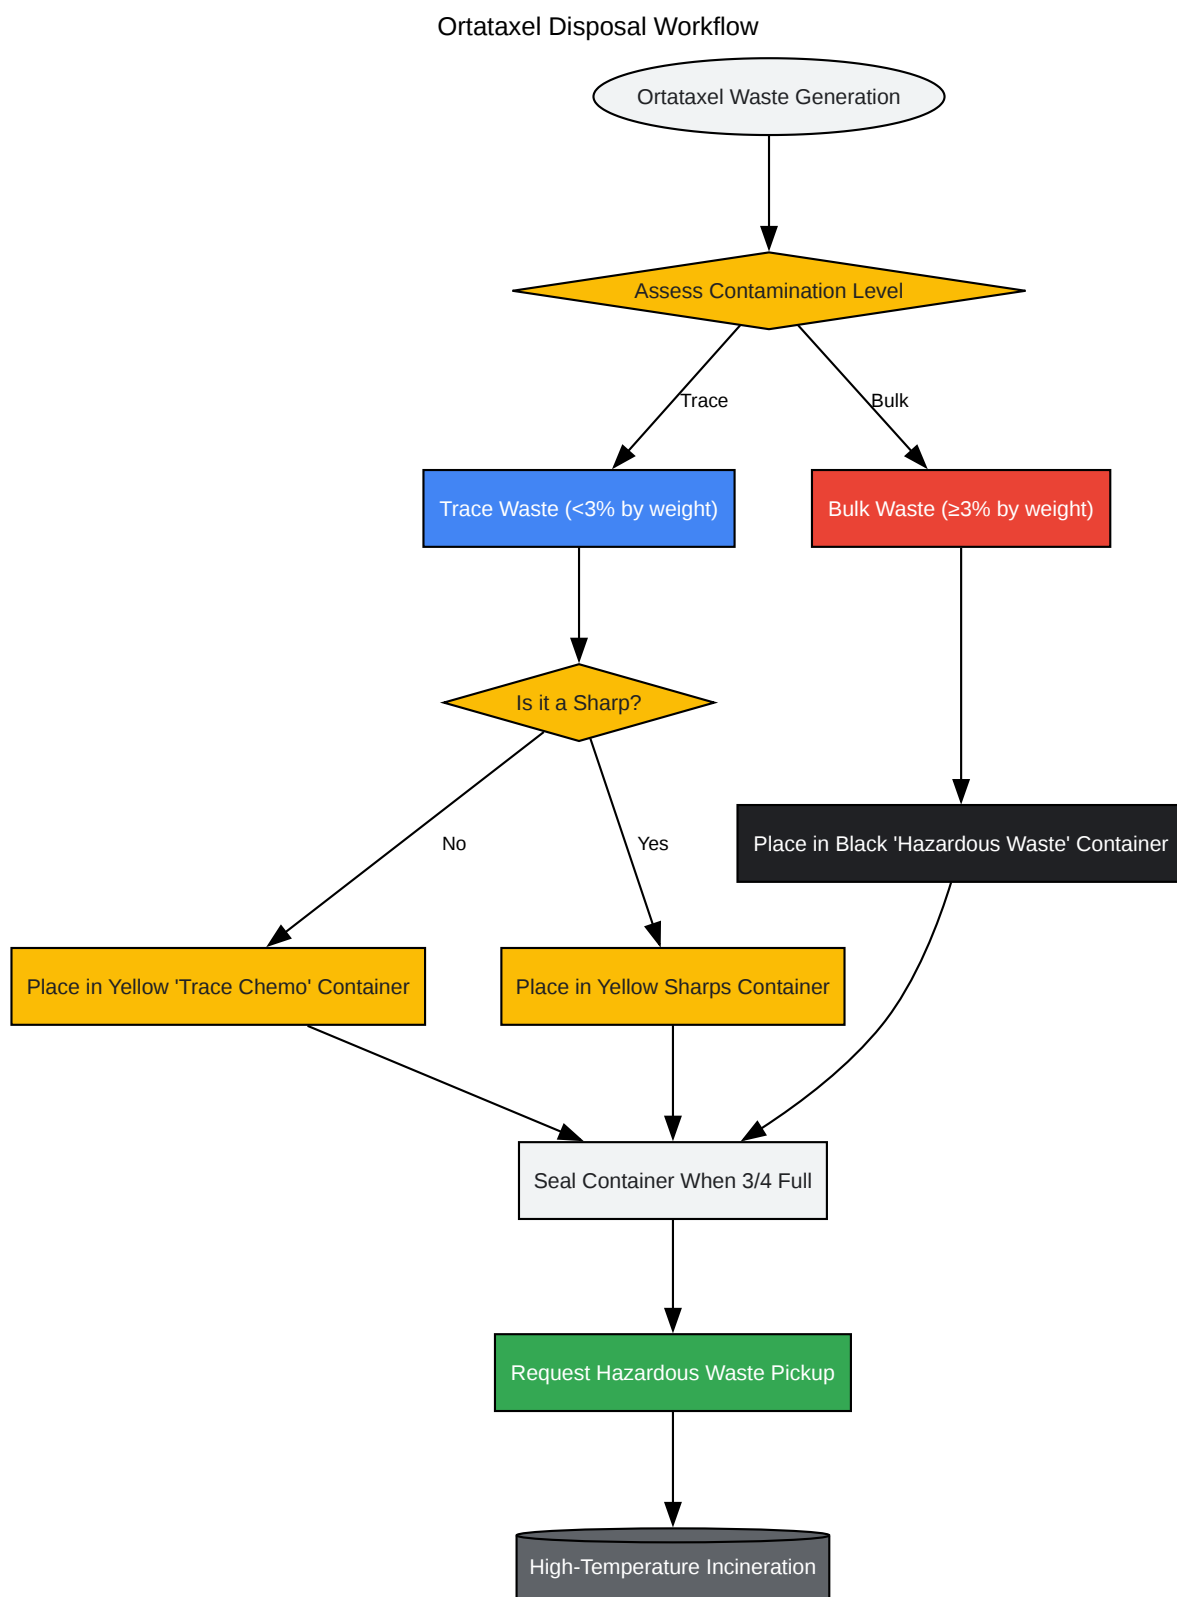 Ortataxel Disposal Workflow
Ortataxel Waste Generation
Assess Contamination Level
Trace
Bulk
Trace Waste (<3% by weight)
Bulk Waste (≥3% by weight)
Is it a Sharp?
No
Yes
Place in Black 'Hazardous Waste' Container
Place in Yellow 'Trace Chemo' Container
Place in Yellow Sharps Container
Seal Container When 3/4 Full
Request Hazardous Waste Pickup
High-Temperature Incineration